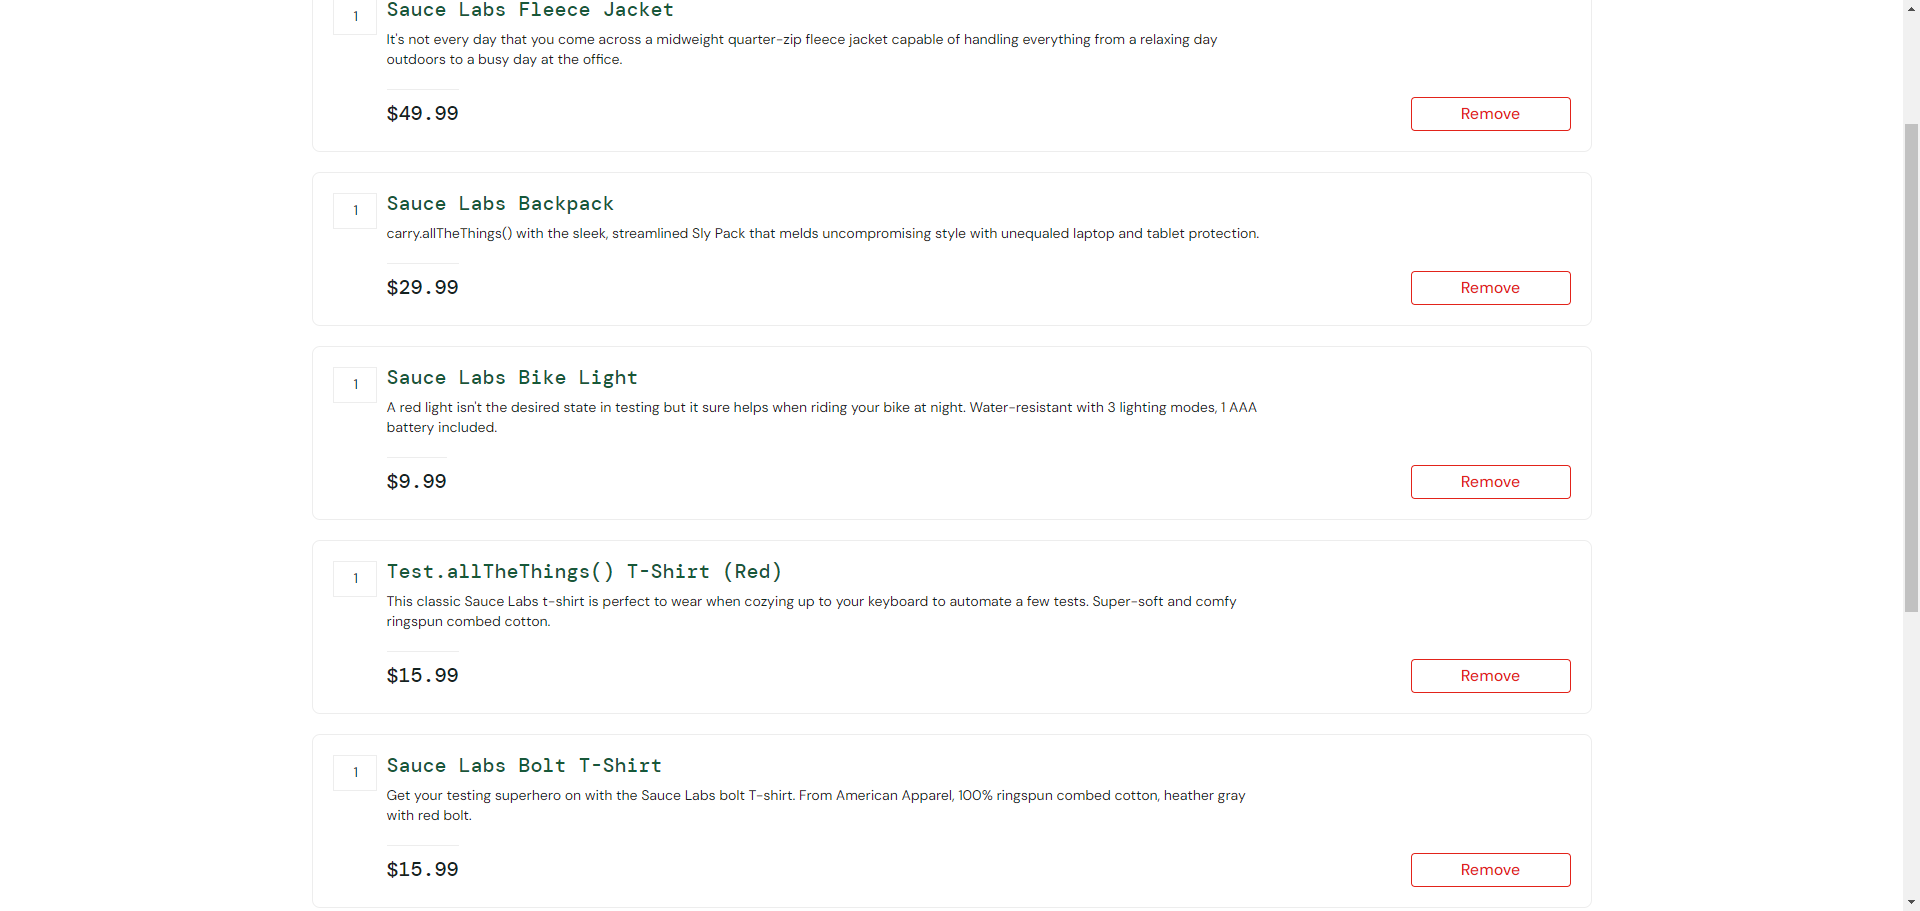 1
Sauce Labs Fleece Jacket
It's not every day that you come across a midweight quarter-zip fleece jacket capable of handling everything from a relaxing day
outdoors to a busy day at the office.
$49.99
Remove
1
Sauce Labs Backpack
carry.allTheThings() with the sleek, streamlined Sly Pack that melds uncompromising style with unequaled laptop and tablet protection.
$29.99
Remove
1
Sauce Labs Bike Light
A red light isn't the desired state in testing but it sure helps when riding your bike at night. Water-resistant with 3 lighting modes, 1 AAA
battery included.
$9.99
Remove
1
Test.allTheThings() T-Shirt (Red)
This classic Sauce Labs t-shirt is perfect to wear when cozying up to your keyboard to automate a few tests. Super-soft and comfy
ringspun combed cotton.
$15.99
Remove
1
Sauce Labs Bolt T-Shirt
Get your testing superhero on with the Sauce Labs bolt T-shirt. From American Apparel, 100% ringspun combed cotton, heather gray
with red bolt.
$15.99
Remove